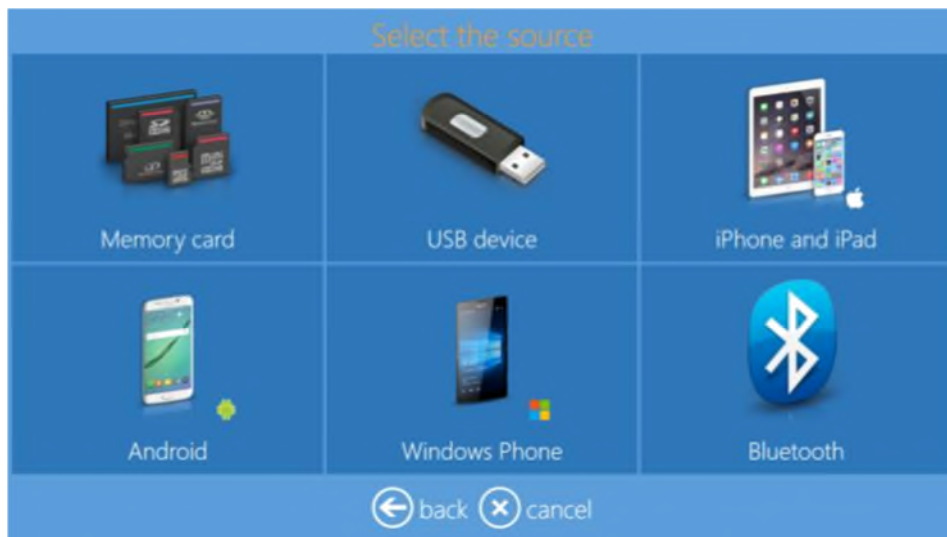 Select the source
Memory card
USB device
iPhone and iPad
Android
Windows Phone
Bluetooth
back cancel